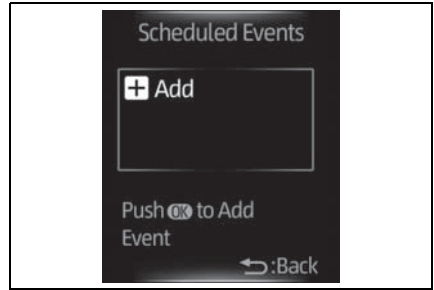 Scheduled Events
+ Add
Push OK to Add
Event
:Back